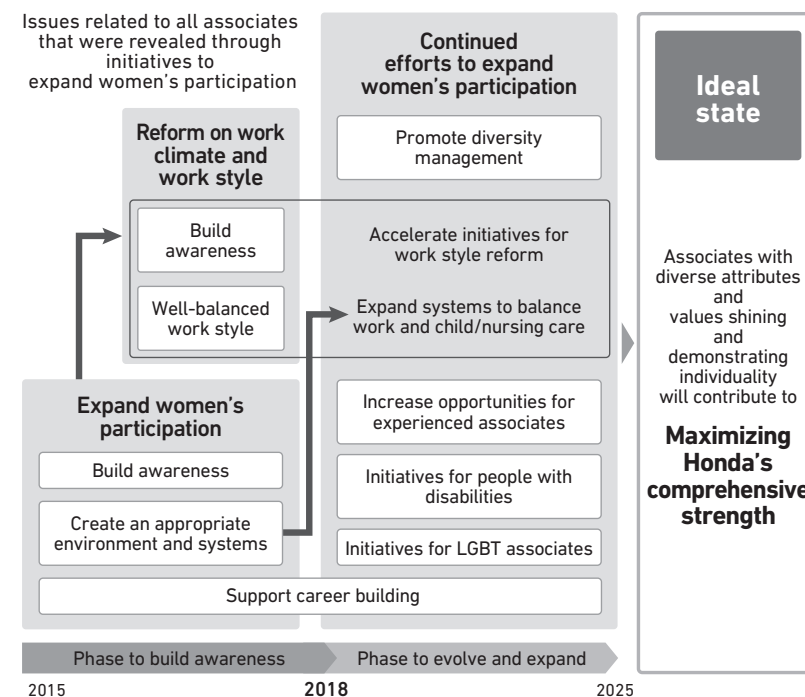 Issues related to all associates
that were revealed through
initiatives to
expand women's participation
Reform on work
climate and
work style
Build
awareness
Well-balanced
work style
Expand women's
participation
Build awareness
Create an appropriate
environment and systems
Continued
efforts to expand
women's participation
Promote diversity
management
Accelerate initiatives for
work style reform
Expand systems to balance
work and child/nursing care
Increase opportunities for
experienced associates
Initiatives for people with
disabilities
Initiatives for LGBT associates
Support career building
Phase to build awareness
Phase to evolve and expand
2015
2018
2025
Ideal
state
Associates with
diverse attributes
and
values shining
and
demonstrating
individuality
will contribute to
Maximizing
Honda's
comprehensive
strength